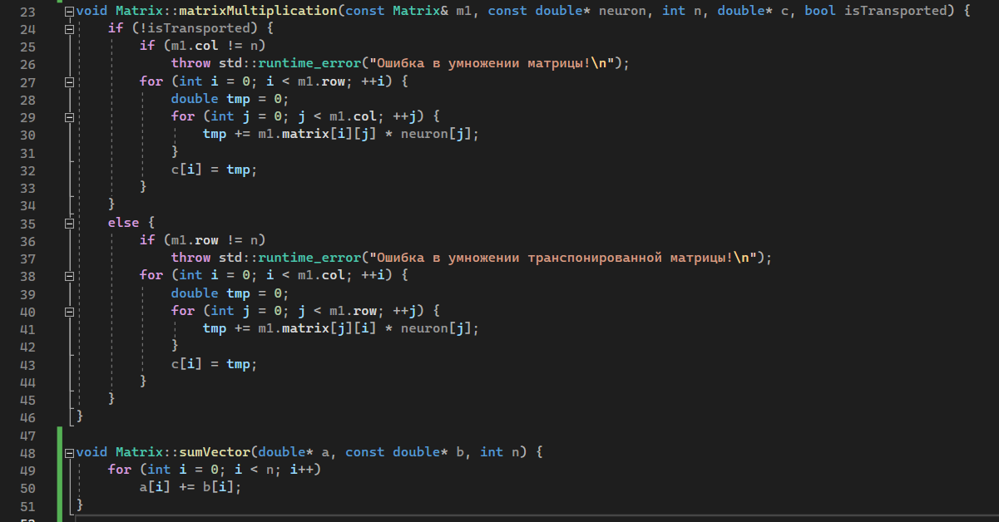 23 void Matrix::matrixMultiplication(const Matrix& m1, const double* neuron, int n, double* c, bool isTransported) {
24     if (!isTransported) {
25         if (m1.col != n)
26             throw std::runtime_error("Ошибка в умножении матрицы!\n");
27         for (int i = 0; i < m1.row; ++i) {
28             double tmp = 0;
29             for (int j = 0; j < m1.col; ++j) {
30                 tmp += m1.matrix[i][j] * neuron[j];
31             }
32             c[i] = tmp;
33         }
34     }
35     else {
36         if (m1.row != n)
37             throw std::runtime_error("Ошибка в умножении транспонированной матрицы!\n");
38         for (int i = 0; i < m1.col; ++i) {
39             double tmp = 0;
40             for (int j = 0; j < m1.row; ++j) {
41                 tmp += m1.matrix[j][i] * neuron[j];
42             }
43             c[i] = tmp;
44         }
45     }
46 }
47
48 void Matrix::sumVector(double* a, const double* b, int n) {
49     for (int i = 0; i < n; i++)
50         a[i] += b[i];
51 }